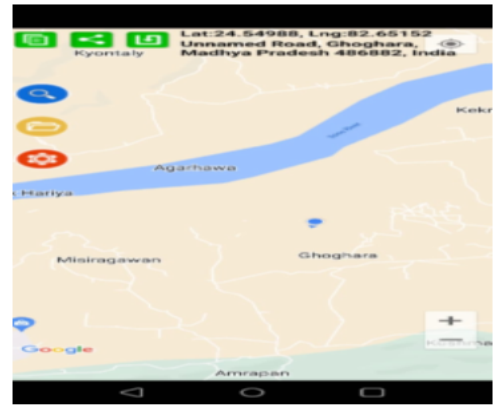 Lat:24.54988, Lng:82.65152
Unnamed Road, Ghoghara,
Madhya Pradesh 486882, India
Kyontaly
Kekr
Agarhawa
Hariya
Misiragawan
Ghoghara
Google
Amrapan